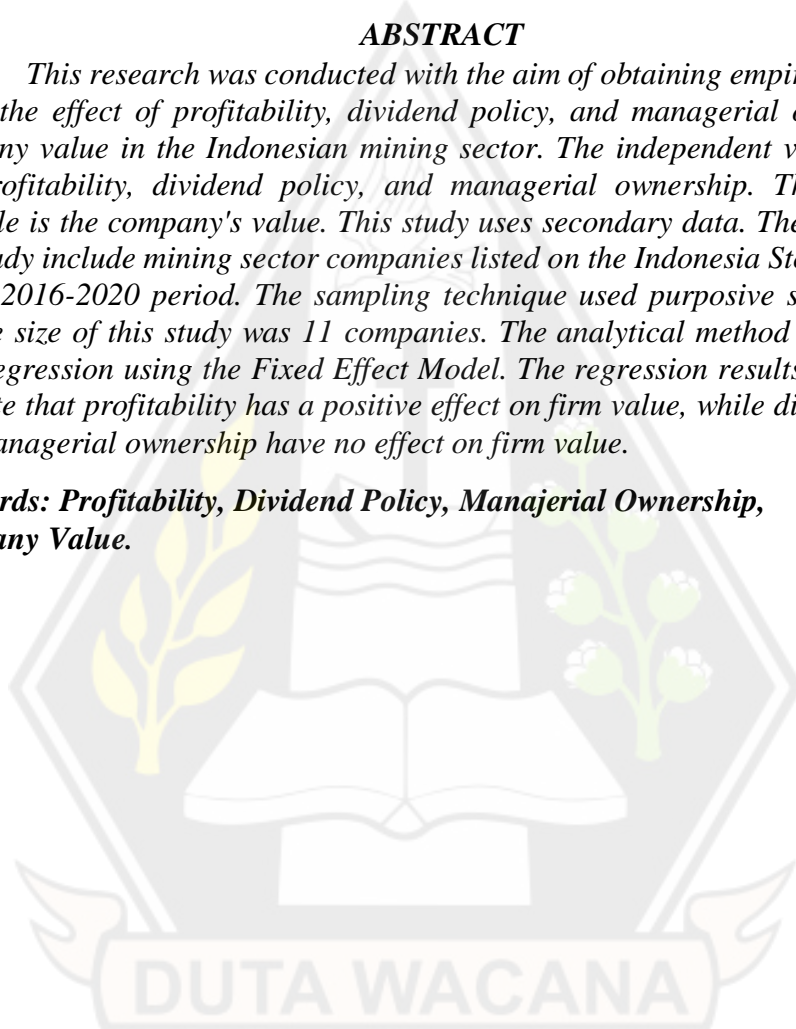 ABSTRACT
This research was conducted with the aim of obtaining empir
the effect of profitability, dividend policy, and managerial o
ny value in the Indonesian mining sector. The independent v
rofitability, dividend policy, and managerial ownership. Th
le is the company's value. This study uses secondary data. The
udy include mining sector companies listed on the Indonesia Sto
2016-2020 period. The sampling technique used purposive s
e size of this study was 11 companies. The analytical method
egression using the Fixed Effect Model. The regression results
te that profitability has a positive effect on firm value, while di
anagerial ownership have no effect on firm value.
rds: Profitability, Dividend Policy, Manajerial Ownership,
any Value.
DUTA WACANA